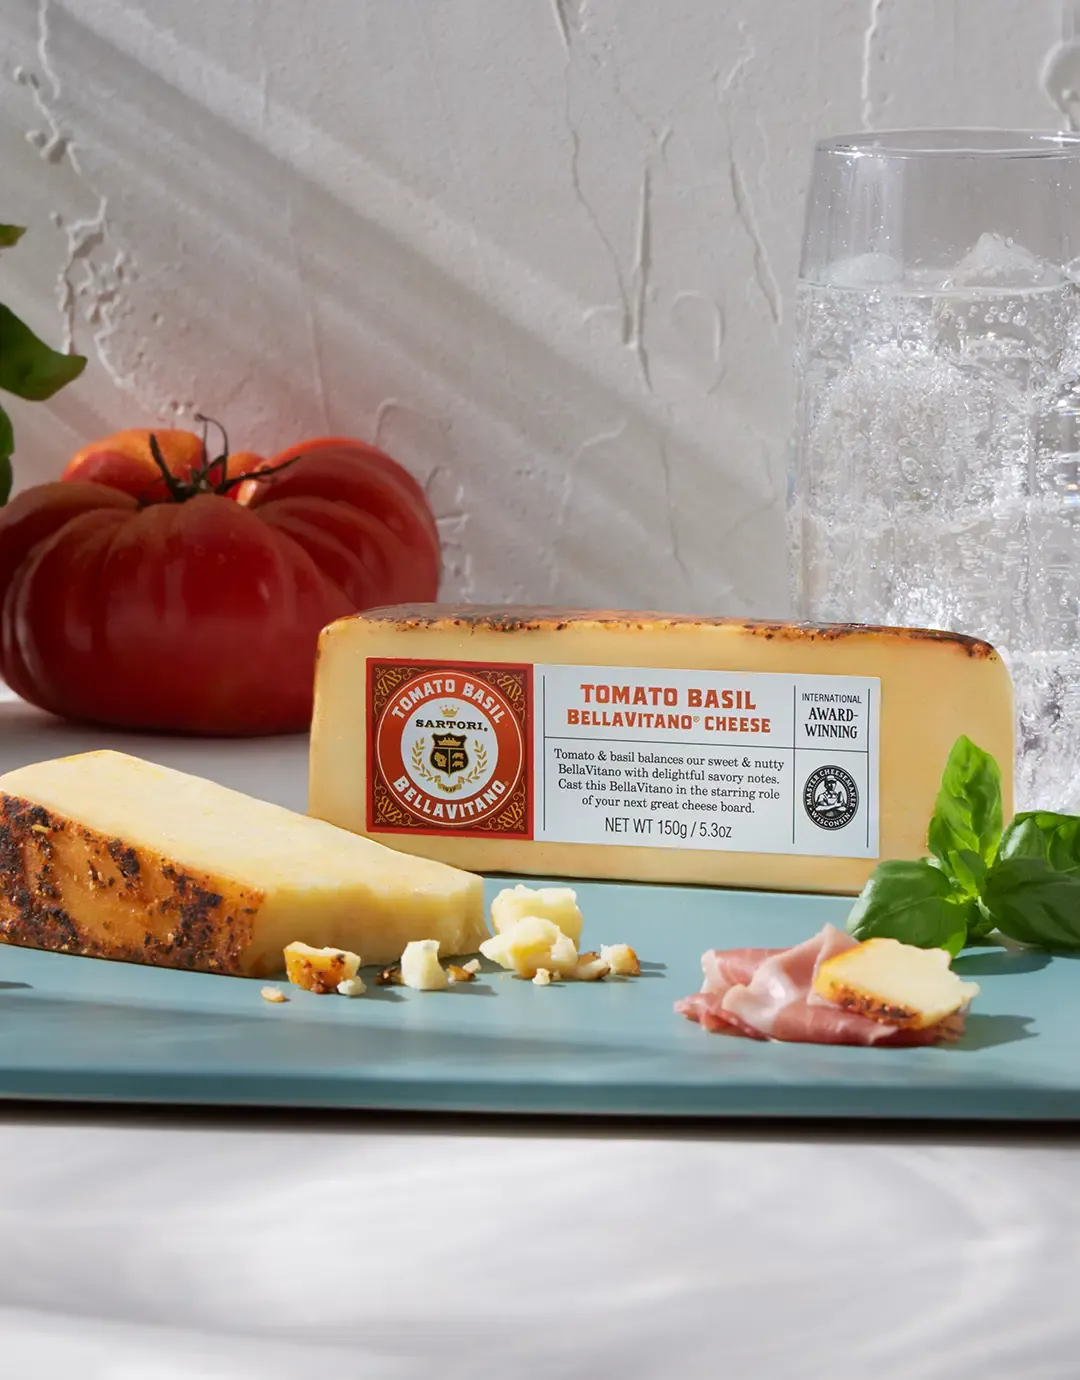 TOMATO BASIL
SARTORI®
BELLAVITANO®
TOMATO BASIL
BELLAVITANO® CHEESE
Tomato & basil balances our sweet & nutty
BellaVitano with delightful savory notes.
Cast this BellaVitano in the starring role
of your next great cheese board.
NET WT 150g / 5.3oz
INTERNATIONAL
AWARD-
WINNING
MASTER CHEESEMAKER
WISCONSIN